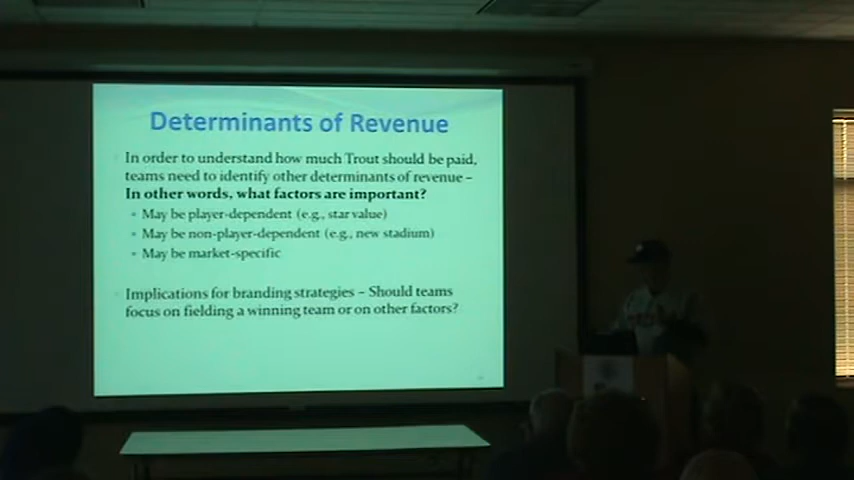 Determinants of Revenue
In order to understand how much Trout should be paid,
teams need to identify other determinants of revenue –
In other words, what factors are important?
• May be player-dependent (e.g., star value)
• May be non-player-dependent (e.g., new stadium)
• May be market-specific
Implications for branding strategies – Should teams
focus on fielding a winning team or on other factors?